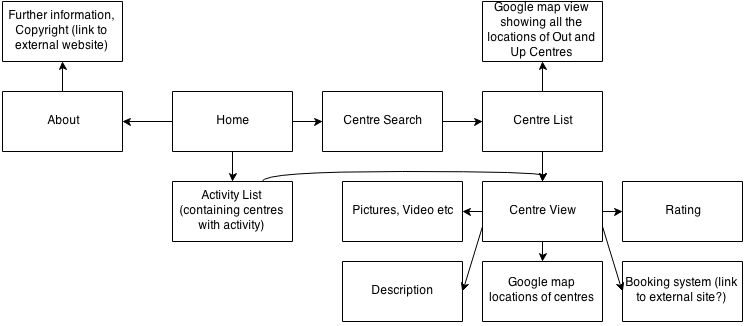 Further information,
Copyright (link to
external website)
Google map view
showing all the
locations of Out and
Up Centres
About
Home
Centre Search
Centre List
Activity List
(containing centres
with activity)
Pictures, Video etc
Centre View
Rating
Description
Google map
locations of centres
Booking system (link
to external site?)